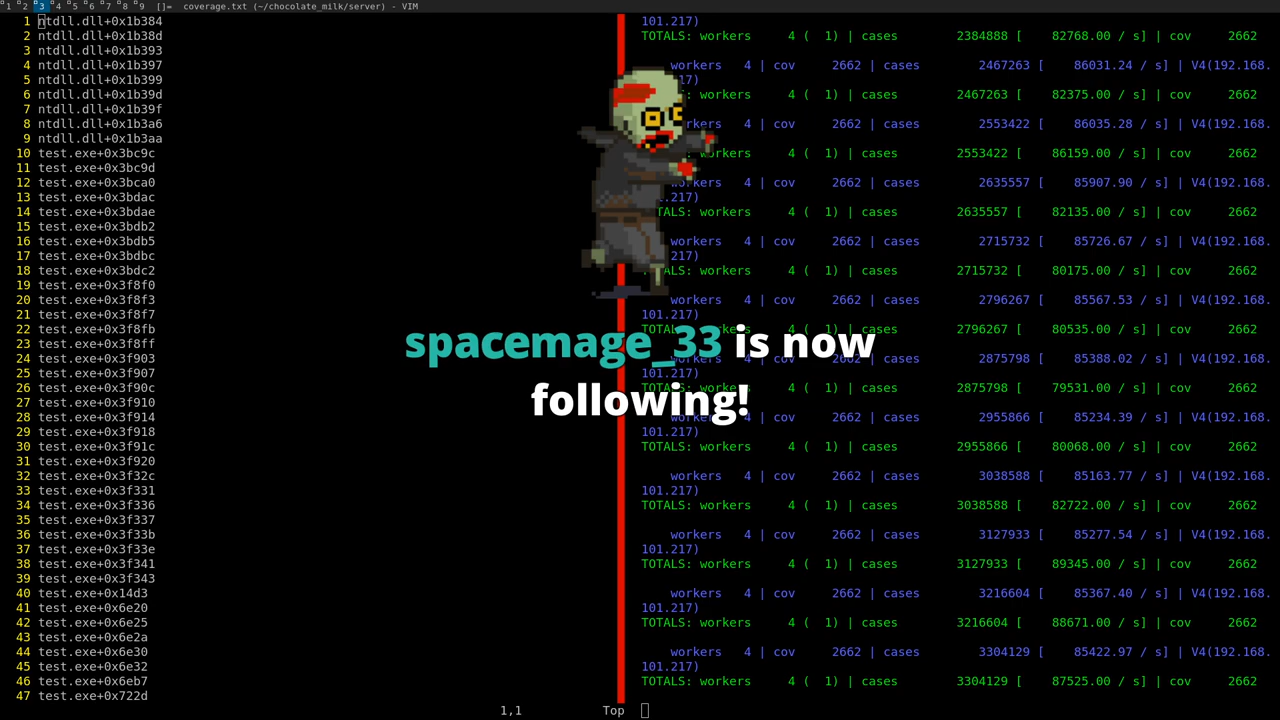 1 2 3 4 5 6 7 8 9 []= coverage.txt (~/chocolate_milk/server) - VIM
1 ntdll.dll+0x1b384
2 ntdll.dll+0x1b38d
3 ntdll.dll+0x1b393
4 ntdll.dll+0x1b397
5 ntdll.dll+0x1b399
6 ntdll.dll+0x1b39d
7 ntdll.dll+0x1b39f
8 ntdll.dll+0x1b3a6
9 ntdll.dll+0x1b3aa
10 test.exe+0x3bc9c
11 test.exe+0x3bc9d
12 test.exe+0x3bca0
13 test.exe+0x3bdac
14 test.exe+0x3bdae
15 test.exe+0x3bdb2
16 test.exe+0x3bdb5
17 test.exe+0x3bdbc
18 test.exe+0x3bdc2
19 test.exe+0x3f8f0
20 test.exe+0x3f8f3
21 test.exe+0x3f8f7
22 test.exe+0x3f8fb
23 test.exe+0x3f8ff
24 test.exe+0x3f903
25 test.exe+0x3f907
26 test.exe+0x3f90c
27 test.exe+0x3f910
28 test.exe+0x3f914
29 test.exe+0x3f918
30 test.exe+0x3f91c
31 test.exe+0x3f920
32 test.exe+0x3f32c
33 test.exe+0x3f331
34 test.exe+0x3f336
35 test.exe+0x3f337
36 test.exe+0x3f33b
37 test.exe+0x3f33e
38 test.exe+0x3f341
39 test.exe+0x3f343
40 test.exe+0x14d3
41 test.exe+0x6e20
42 test.exe+0x6e25
43 test.exe+0x6e2a
44 test.exe+0x6e30
45 test.exe+0x6e32
46 test.exe+0x6eb7
47 test.exe+0x722d
1,1 Top
101.217)
TOTALS: workers 4 ( 1) | cases 2384888 [ 82768.00 / s] | cov 2662
workers 4 | cov 2662 | cases 2467263 [ 86031.24 / s] | V4(192.168.
17)
: workers 4 ( 1) | cases 2467263 [ 82375.00 / s] | cov 2662
rkers 4 | cov 2662 | cases 2553422 [ 86035.28 / s] | V4(192.168.
4 ( 1) | cases 2553422 [ 86159.00 / s] | cov 2662
workers 4 | cov 2662 | cases 2635557 [ 85907.90 / s] | V4(192.168.
.217)
TALS: workers 4 ( 1) | cases 2635557 [ 82135.00 / s] | cov 2662
workers 4 | cov 2662 | cases 2715732 [ 85726.67 / s] | V4(192.168.
217)
ALS: workers 4 ( 1) | cases 2715732 [ 80175.00 / s] | cov 2662
workers 4 | cov 2662 | cases 2796267 [ 85567.53 / s] | V4(192.168.
101.217)
TOTALS: workers 4 ( 1) | cases 2796267 [ 80535.00 / s] | cov 2662
workers 4 | cov 2662 | cases 2875798 [ 85388.02 / s] | V4(192.168.
101.217)
TOTALS: workers 4 ( 1) | cases 2875798 [ 79531.00 / s] | cov 2662
workers 4 | cov 2662 | cases 2955866 [ 85234.39 / s] | V4(192.168.
101.217)
TOTALS: workers 4 ( 1) | cases 2955866 [ 80068.00 / s] | cov 2662
workers 4 | cov 2662 | cases 3038588 [ 85163.77 / s] | V4(192.168.
101.217)
TOTALS: workers 4 ( 1) | cases 3038588 [ 82722.00 / s] | cov 2662
workers 4 | cov 2662 | cases 3127933 [ 85277.54 / s] | V4(192.168.
101.217)
TOTALS: workers 4 ( 1) | cases 3127933 [ 89345.00 / s] | cov 2662
workers 4 | cov 2662 | cases 3216604 [ 85367.40 / s] | V4(192.168.
101.217)
TOTALS: workers 4 ( 1) | cases 3216604 [ 88671.00 / s] | cov 2662
workers 4 | cov 2662 | cases 3304129 [ 85422.97 / s] | V4(192.168.
101.217)
TOTALS: workers 4 ( 1) | cases 3304129 [ 87525.00 / s] | cov 2662
spacemage_33 is now
following!